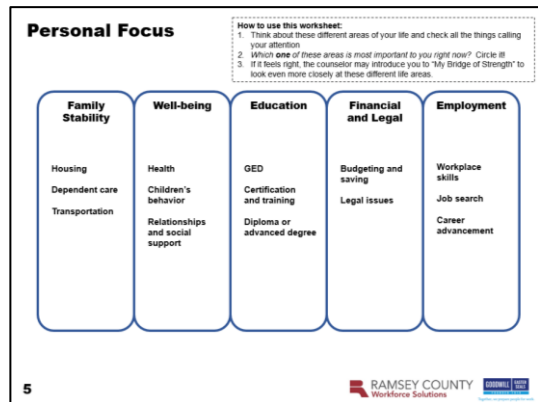 Personal Focus
How to use this worksheet:
1. Think about these different areas of your life and check all the things calling
your attention
2. Which one of these areas is most important to you right now? Circle it!
3. If it feels right, the counselor may introduce you to "My Bridge of Strength" to
look even more closely at these different life areas.
Family
Stability
Housing
Dependent care
Transportation
Well-being
Health
Children's
behavior
Relationships
and social
support
Education
GED
Certification
and training
Diploma or
advanced degree
Financial
and Legal
Budgeting and
saving
Legal issues
Employment
Workplace
skills
Job search
Career
advancement
5
RAMSEY COUNTY
Workforce Solutions
GOODWILL